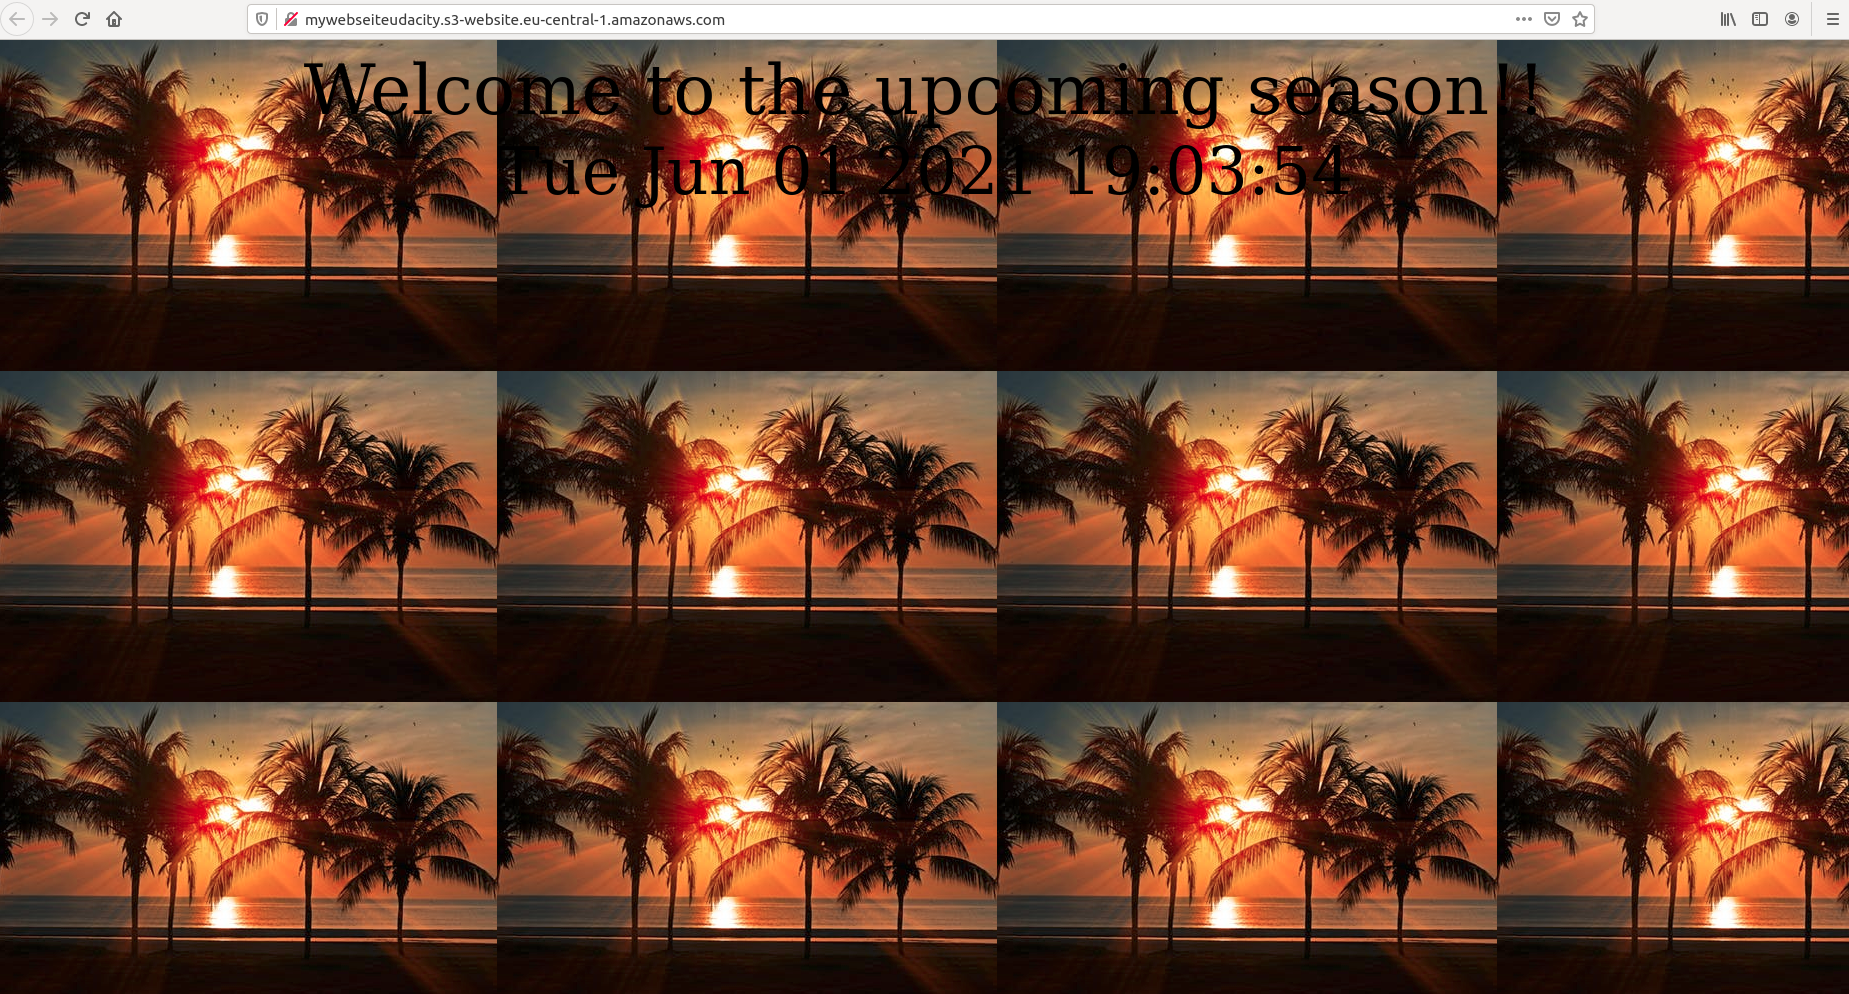 mywebseiteudacity.s3-website.eu-central-1.amazonaws.com
Welcome to the upcoming season!!
Tue Jun 01 2021 19:03:54